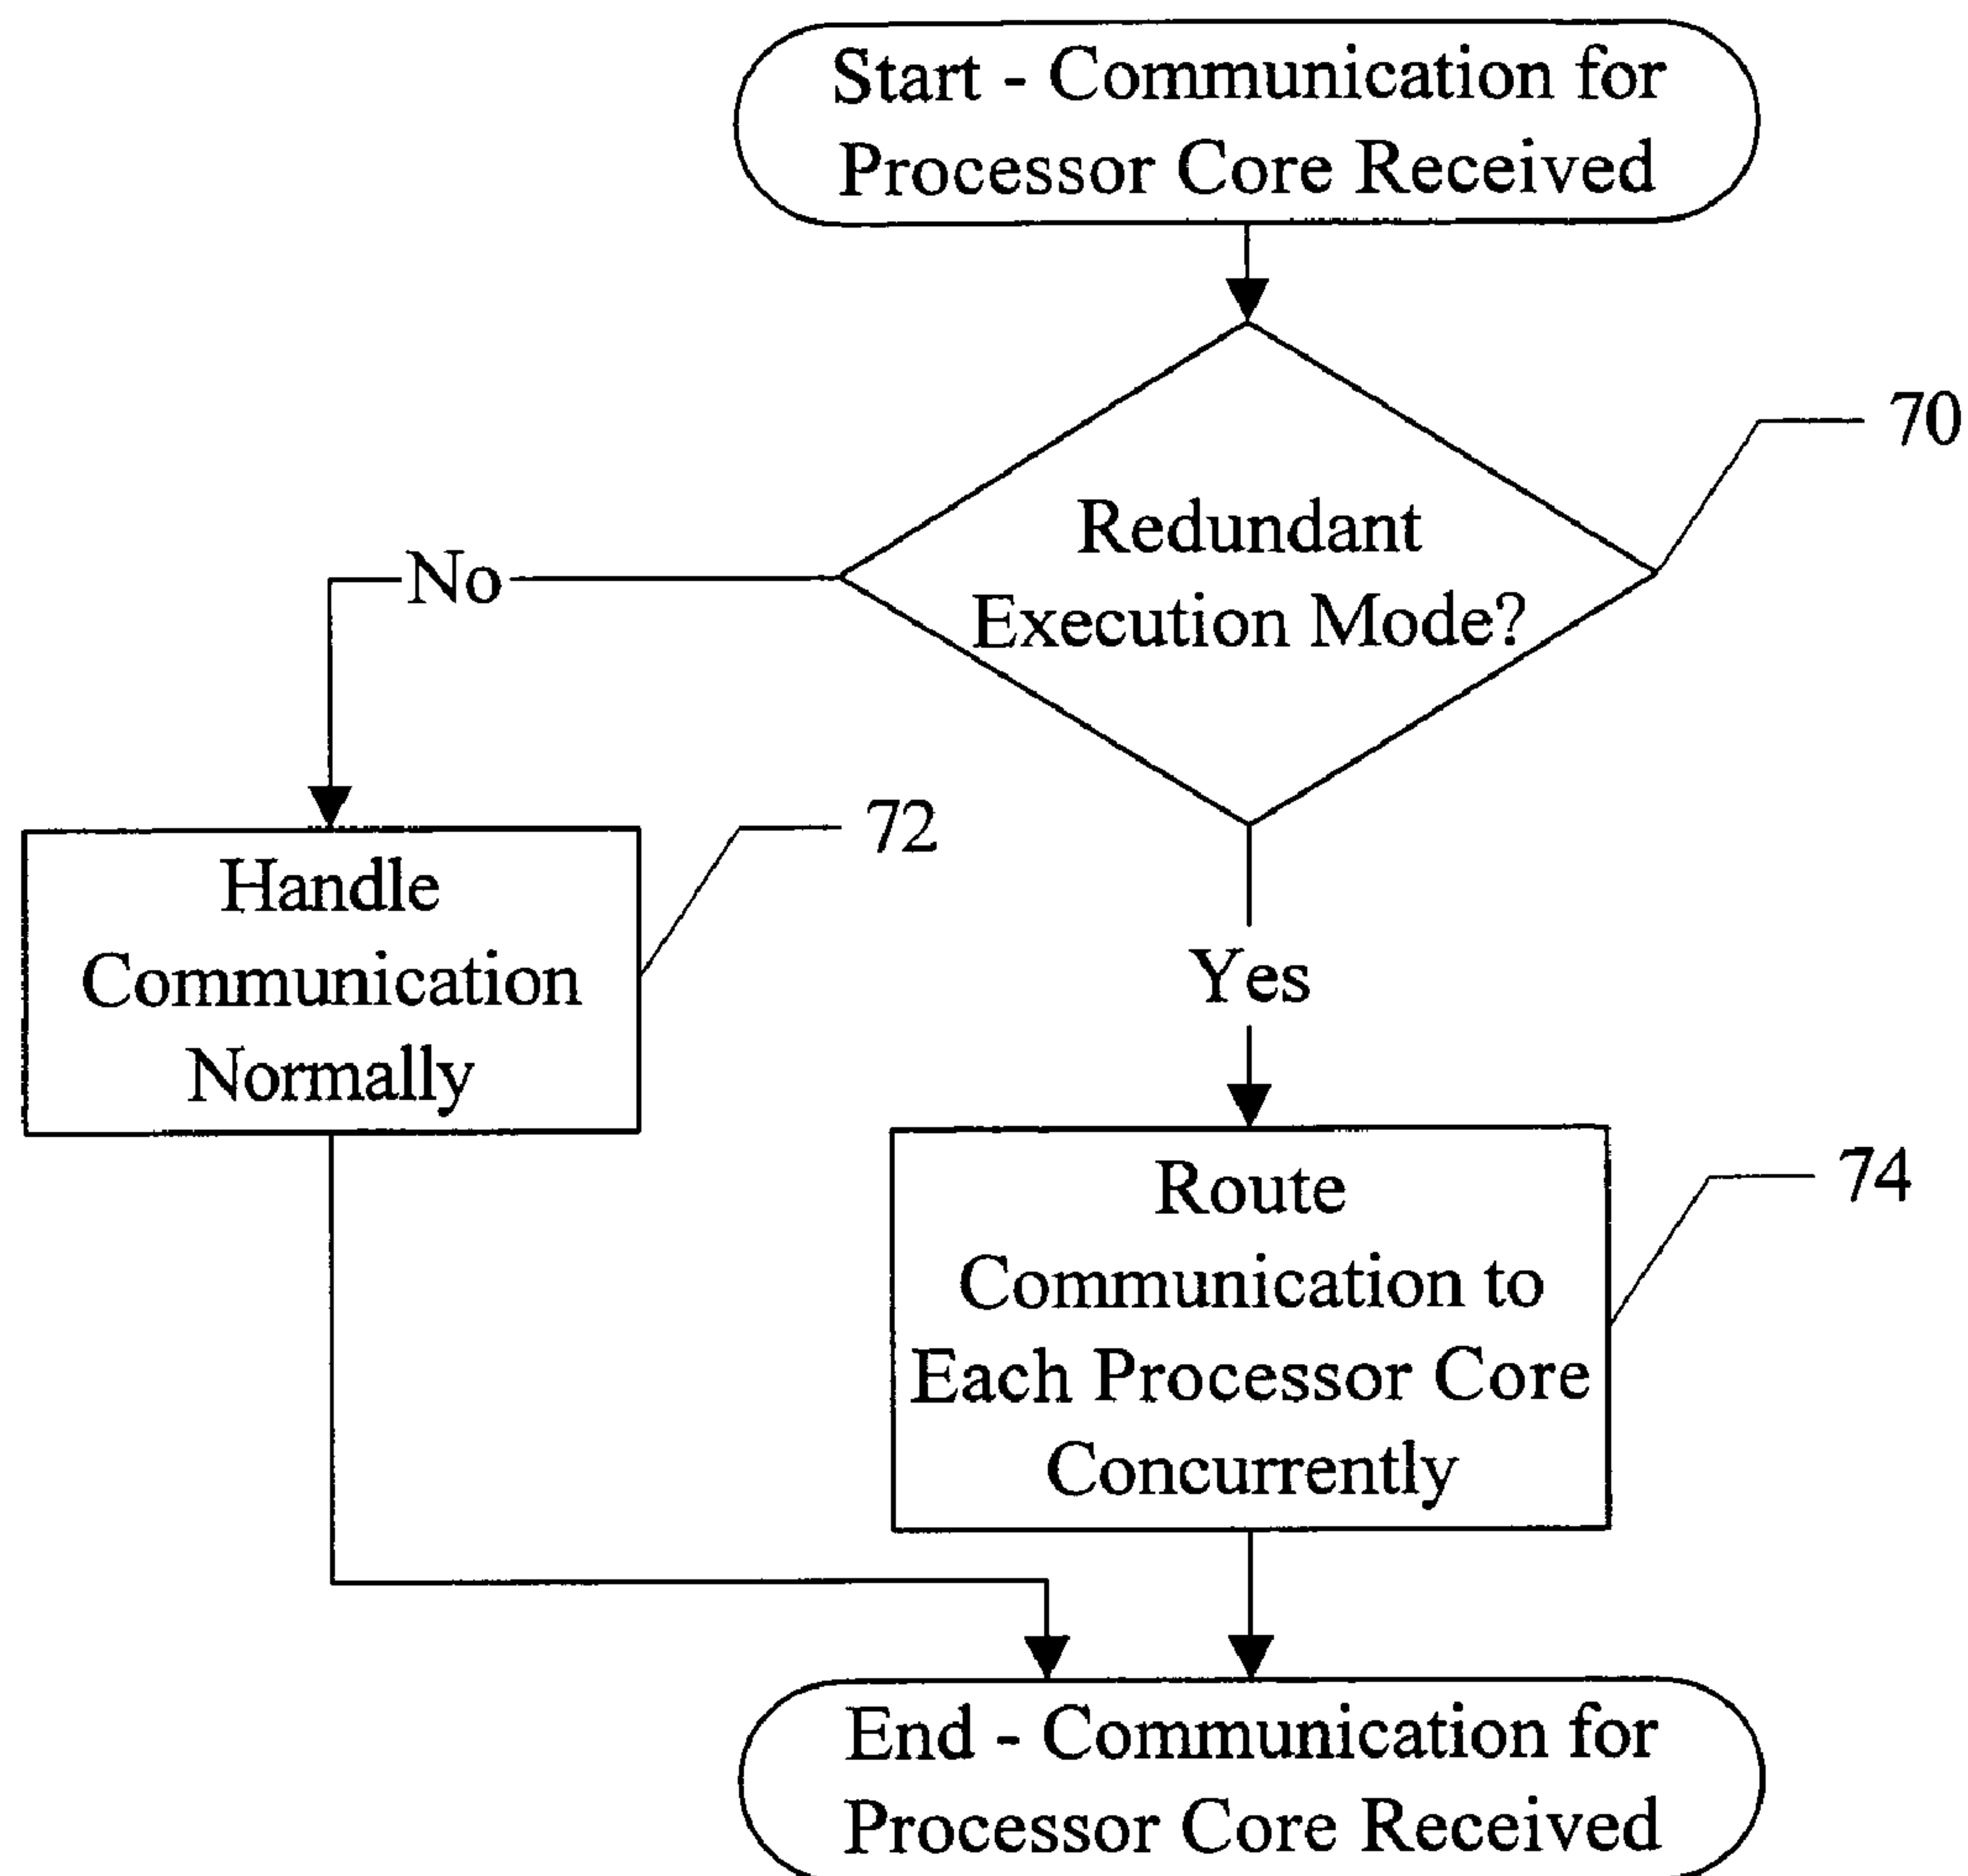 Start - Communication for
Processor Core Received
70
Redundant
Execution Mode?
No
72
Handle
Communication
Normally
Yes
74
Route
Communication to
Each Processor Core
Concurrently
End - Communication for
Processor Core Received